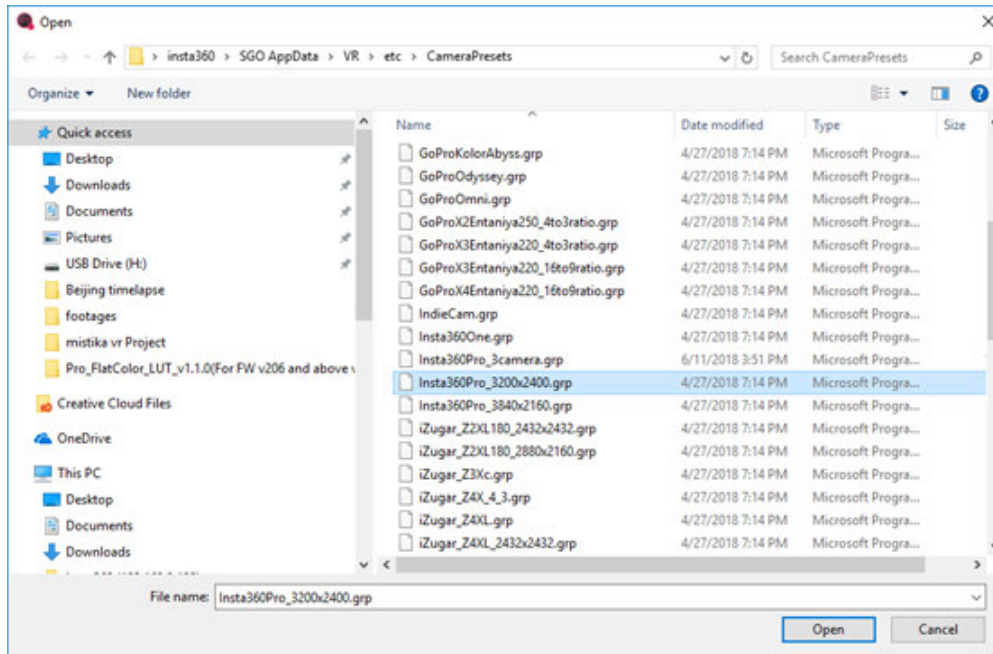 Open
insta360 > SGO AppData > VR > etc > CameraPresets
Search CameraPresets
Organize
New folder
Quick access
Desktop
Downloads
Documents
Pictures
USB Drive (H:)
Beijing timelapse
footages
mistika vr Project
Pro_FlatColor_LUT_v1.1.0(For FW v206 and above
Creative Cloud Files
OneDrive
This PC
Desktop
Documents
Downloads
Name Date modified Type Size
GoProKolorAbyss.grp 4/27/2018 7:14 PM Microsoft Progra...
GoProOdyssey.grp 4/27/2018 7:14 PM Microsoft Progra...
GoProOmni.grp 4/27/2018 7:14 PM Microsoft Progra...
GoProX2Entaniya250_4to3ratio.grp 4/27/2018 7:14 PM Microsoft Progra...
GoProX3Entaniya220_4to3ratio.grp 4/27/2018 7:14 PM Microsoft Progra...
GoProX3Entaniya220_16to9ratio.grp 4/27/2018 7:14 PM Microsoft Progra...
GoProX4Entaniya220_16to9ratio.grp 4/27/2018 7:14 PM Microsoft Progra...
IndieCam.grp 4/27/2018 7:14 PM Microsoft Progra...
Insta360One.grp 4/27/2018 7:14 PM Microsoft Progra...
Insta360Pro_3camera.grp 6/11/2018 3:51 PM Microsoft Progra...
Insta360Pro_3200x2400.grp 4/27/2018 7:14 PM Microsoft Progra...
Insta360Pro_3840x2160.grp 4/27/2018 7:14 PM Microsoft Progra...
iZugar_Z2XL180_2432x2432.grp 4/27/2018 7:14 PM Microsoft Progra...
iZugar_Z2XL180_2880x2160.grp 4/27/2018 7:14 PM Microsoft Progra...
iZugar_Z3Xc.grp 4/27/2018 7:14 PM Microsoft Progra...
iZugar_Z4X_4_3.grp 4/27/2018 7:14 PM Microsoft Progra...
iZugar_Z4XL.grp 4/27/2018 7:14 PM Microsoft Progra...
iZugar_Z4XL_2432x2432.grp 4/27/2018 7:14 PM Microsoft Progra...
File name: Insta360Pro_3200x2400.grp
Open Cancel